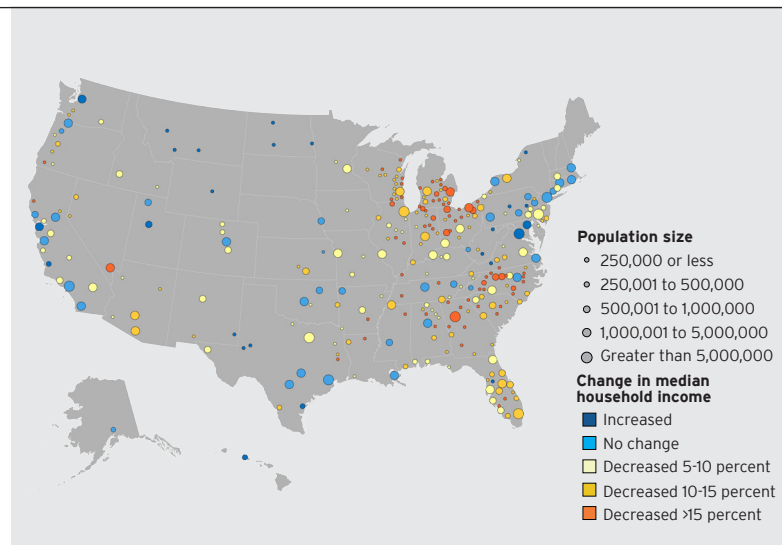 Population size
250,000 or less
250,001 to 500,000
500,001 to 1,000,000
1,000,001 to 5,000,000
Greater than 5,000,000
Change in median
household income
Increased
No change
Decreased 5-10 percent
Decreased 10-15 percent
Decreased >15 percent